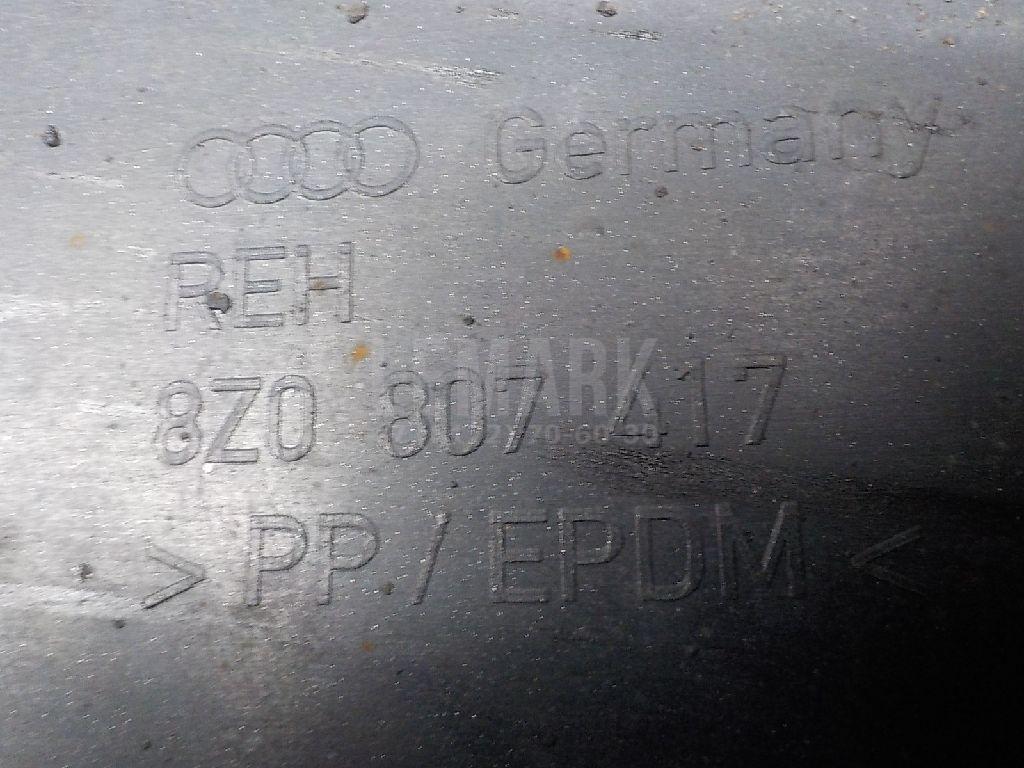 Germany
REH
8Z0 807 417
>PP/EPDM<